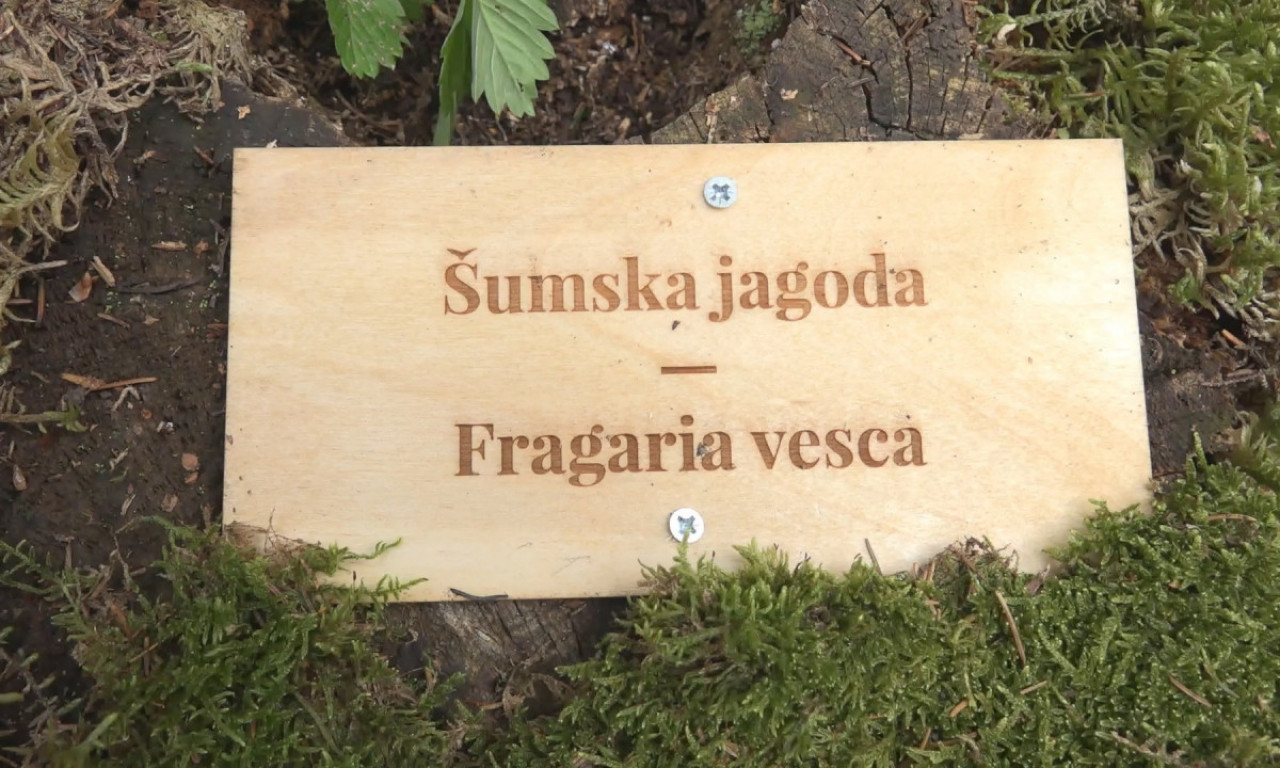 Šumska jagoda
—
Fragaria vesca